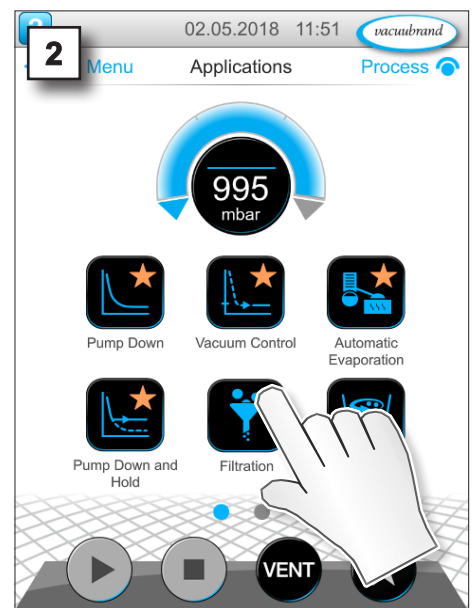 02.05.2018 11:51 vacuubrand
2
Menu Applications Process
995
mbar
Pump Down Vacuum Control Automatic
Evaporation
Pump Down and
Hold
Filtration
VENT